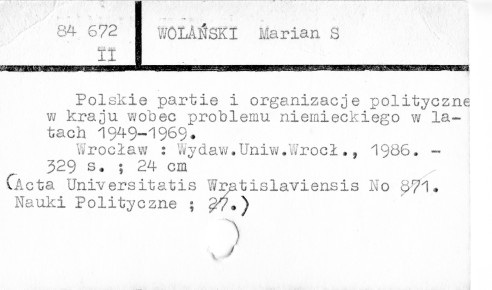 84 672 WOLAŃSKI Marian S
II
Polskie partie i organizacje polityczne
w kraju wobec problemu niemieckiego w la-
tach 1949-1969.
Wrocław : Wydaw.Uniw.Wrocł., 1986. -
329 s. ; 24 cm
(Acta Universitatis Wratislaviensis No 871.
Nauki Polityczne ; 27.)